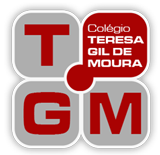 T
Colégio
TERESA
GIL DE
MOURA
G M